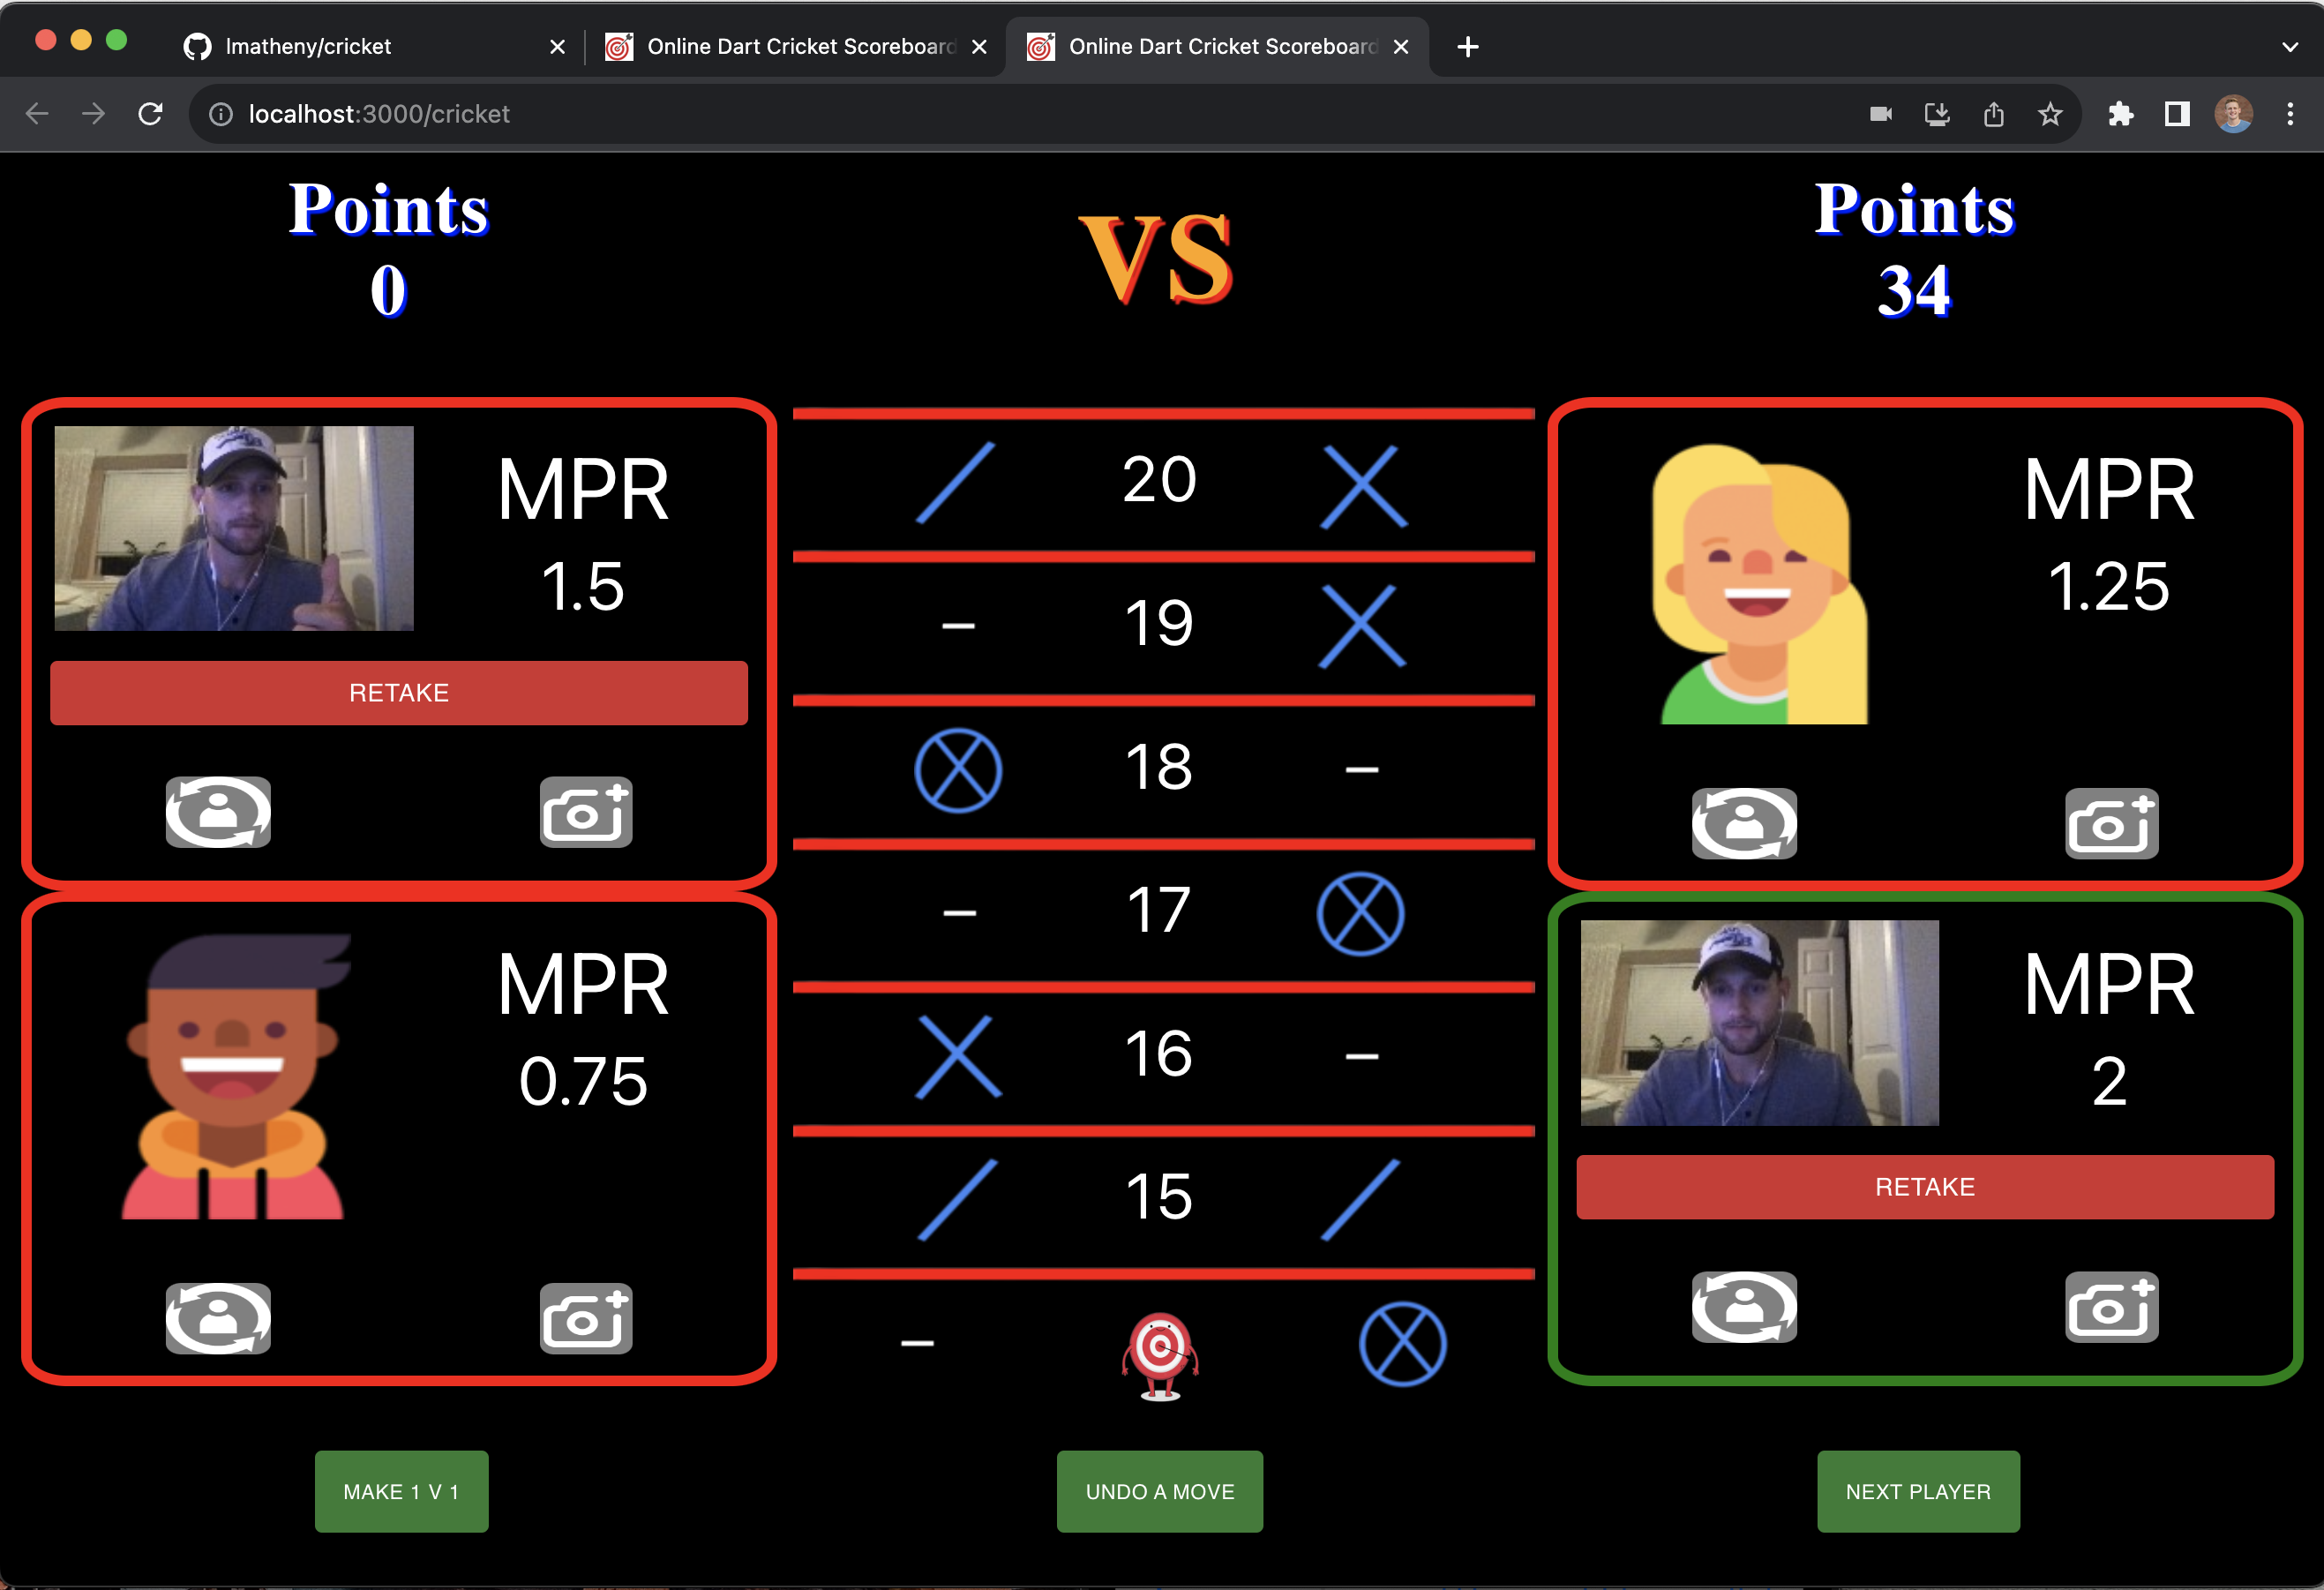 lmatheny/cricket
Online Dart Cricket Scoreboard
Online Dart Cricket Scoreboard
localhost:3000/cricket
Points
0
VS
Points
34
MPR
1.5
RETAKE
MPR
0.75
20
19
18
17
16
15
MPR
1.25
MPR
2
RETAKE
MAKE 1 V 1
UNDO A MOVE
NEXT PLAYER